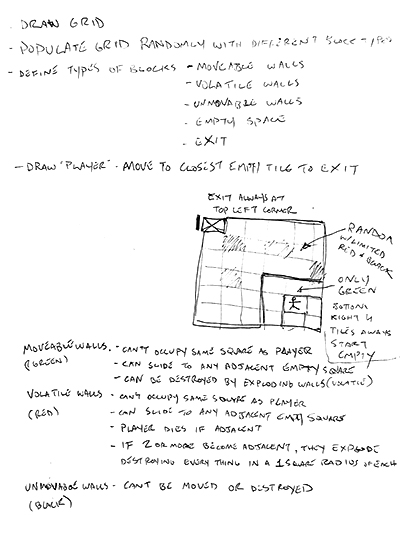 . DRAW GRID
- POPULATE GRID RANDOMLY WITH DIFFERENT BLOCK TYPES
- DEFINE TYPES OF BLOCKS - MOVEABLE WALLS
- VOLATILE WALLS
- UNMOVABLE WALLS
- EMPTY SPACE
- EXIT
- DRAW "PLAYER" - MOVE TO CLOSEST EMPTY TILE TO EXIT
EXIT ALWAYS AT
TOP LEFT CORNER
RANDOM
W/LIMITED
RED & BLACK
ONLY
GREEN
BOTTOM
RIGHT 4
TILES ALWAYS
START
EMPTY
MOVEABLE WALLS. - CAN'T OCCUPY SAME SQUARE AS PLAYER
(GREEN) - CAN SLIDE TO ANY ADJACENT EMPTY SQUARE
- CAN BE DESTROYED BY EXPLODING WALLS (VOLATILE)
VOLATILE WALLS - CAN'T OCCUPY SAME SQUARE AS PLAYER
(RED) - CAN SLIDE TO ANY ADJACENT EMPTY SQUARE
- PLAYER DIES IF ADJACENT
- IF 2 OR MORE BECOME ADJACENT, THEY EXPLODE
DESTROYING EVERYTHING IN A 1 SQUARE RADIUS OF EACH
UNMOVABLE WALLS - CANT BE MOVED OR DESTROYED
(BLACK)